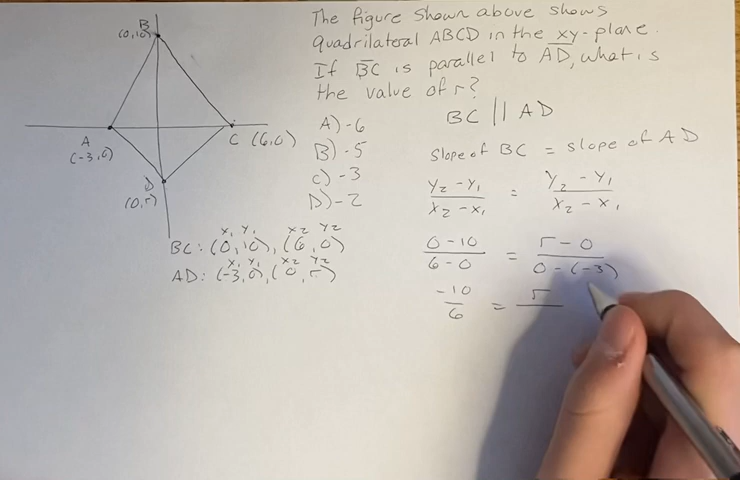 B
(0,10)
A
(-3,0)
C (6,0)
D
(0,r)
The figure shown above shows
quadrilateral ABCD in the xy-plane.
If BC is parallel to AD, what is
the value of r?
A) -6
B) -5
C) -3
D) -2
x₁ y₁ x₂ y₂
BC: (0,10), (6,0)
x₁ y₁ x₂ y₂
AD: (-3,0), (0,r)
BC || AD
Slope of BC = slope of AD
Y₂ - Y₁ = Y₂ - Y₁
X₂ - X₁ X₂ - X₁
0 - 10 = r - 0
6 - 0 0 - (-3)
-10 = r
6